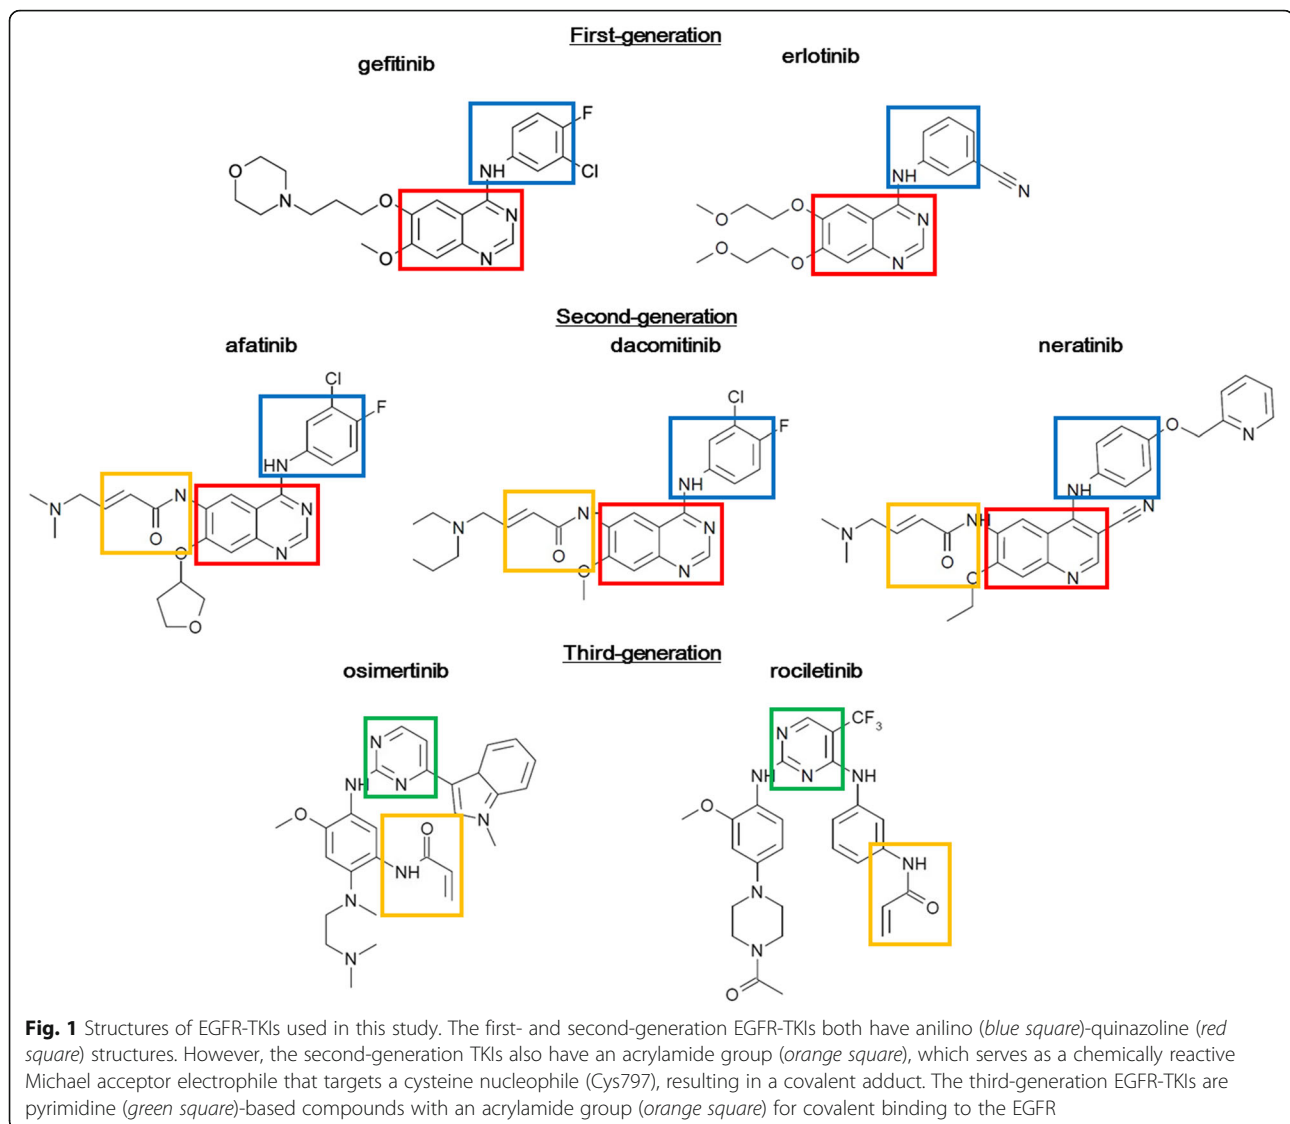 First-generation
gefitinib
erlotinib
F
Cl
NH
O
N
O
N
O
N
NH
N
O
O
N
O
O
N
Second-generation
afatinib
dacomitinib
neratinib
Cl
F
HN
N
N
O
N
O
N
O
Cl
F
NH
N
N
O
N
O
N
O
N
NH
N
N
NH
O
N
O
Third-generation
osimertinib
rociletinib
N
N
NH
O
O
N
NH
N
N
CF3
N
N
NH
NH
O
N
NH
O
N
O
Fig. 1 Structures of EGFR-TKIs used in this study. The first- and second-generation EGFR-TKIs both have anilino (blue square)-quinazoline (red
square) structures. However, the second-generation TKIs also have an acrylamide group (orange square), which serves as a chemically reactive
Michael acceptor electrophile that targets a cysteine nucleophile (Cys797), resulting in a covalent adduct. The third-generation EGFR-TKIs are
pyrimidine (green square)-based compounds with an acrylamide group (orange square) for covalent binding to the EGFR